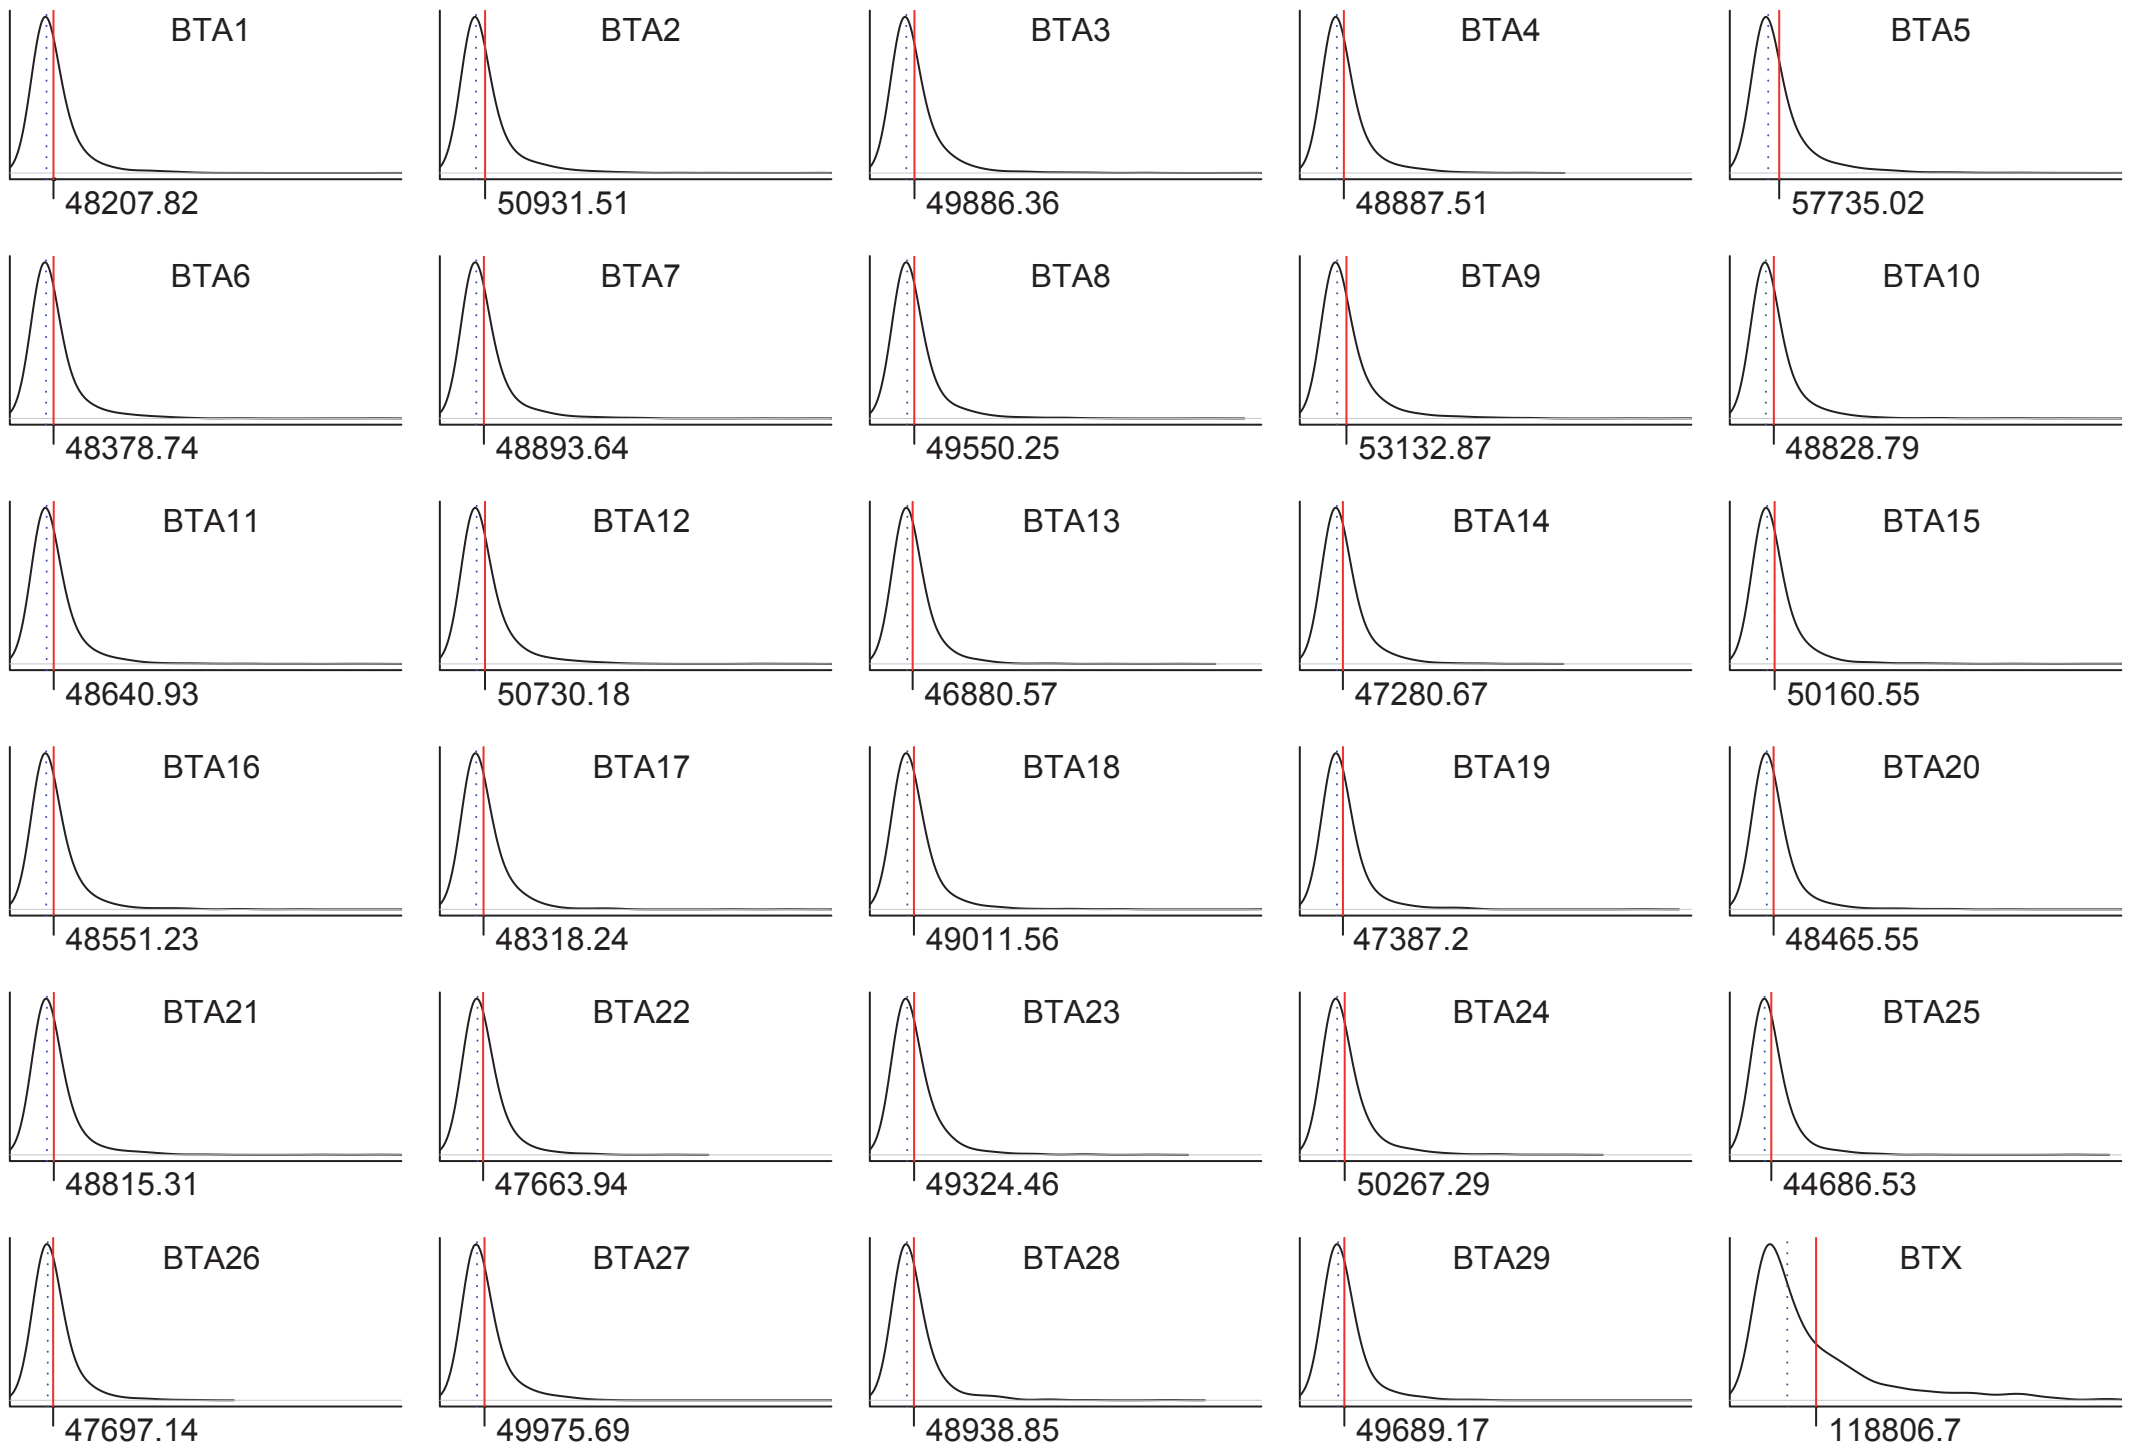 BTA1 BTA2 BTA3 BTA4 BTA5
48207.82 50931.51 49886.36 48887.51 57735.02
BTA6 BTA7 BTA8 BTA9 BTA10
48378.74 48893.64 49550.25 53132.87 48828.79
BTA11 BTA12 BTA13 BTA14 BTA15
48640.93 50730.18 46880.57 47280.67 50160.55
BTA16 BTA17 BTA18 BTA19 BTA20
48551.23 48318.24 49011.56 47387.2 48465.55
BTA21 BTA22 BTA23 BTA24 BTA25
48815.31 47663.94 49324.46 50267.29 44686.53
BTA26 BTA27 BTA28 BTA29 BTX
47697.14 49975.69 48938.85 49689.17 118806.7